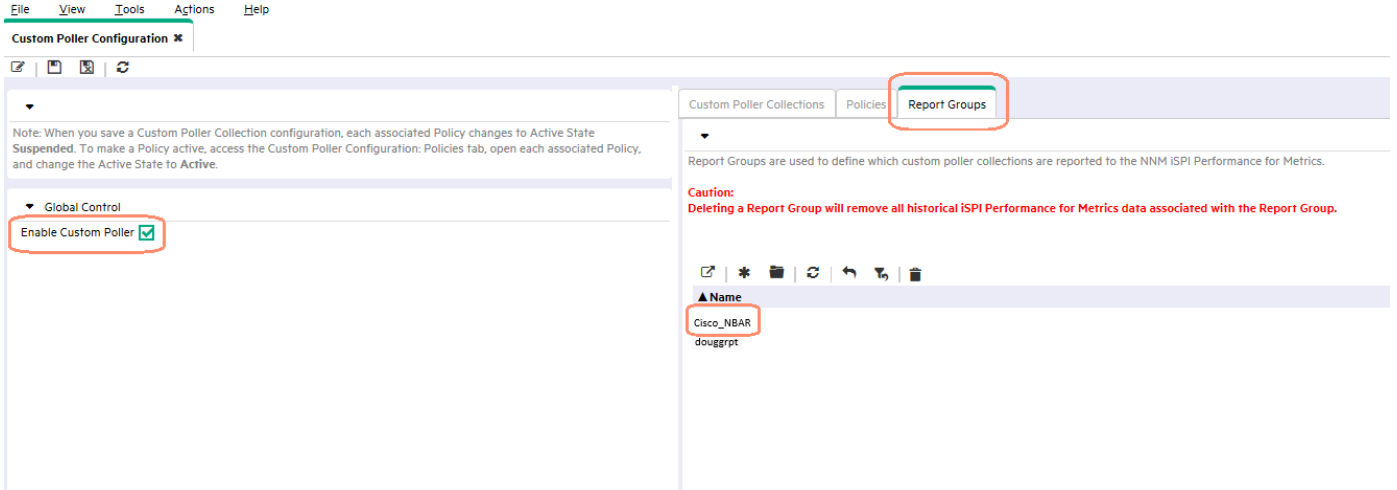 File View Tools Actions Help
Custom Poller Configuration ✖
Note: When you save a Custom Poller Collection configuration, each associated Policy changes to Active State
Suspended. To make a Policy active, access the Custom Poller Configuration: Policies tab, open each associated Policy,
and change the Active State to Active.
Global Control
Enable Custom Poller
Custom Poller Collections Policies Report Groups
Report Groups are used to define which custom poller collections are reported to the NNM iSPI Performance for Metrics.
Caution:
Deleting a Report Group will remove all historical iSPI Performance for Metrics data associated with the Report Group.
▲Name
Cisco_NBAR
douggrpt